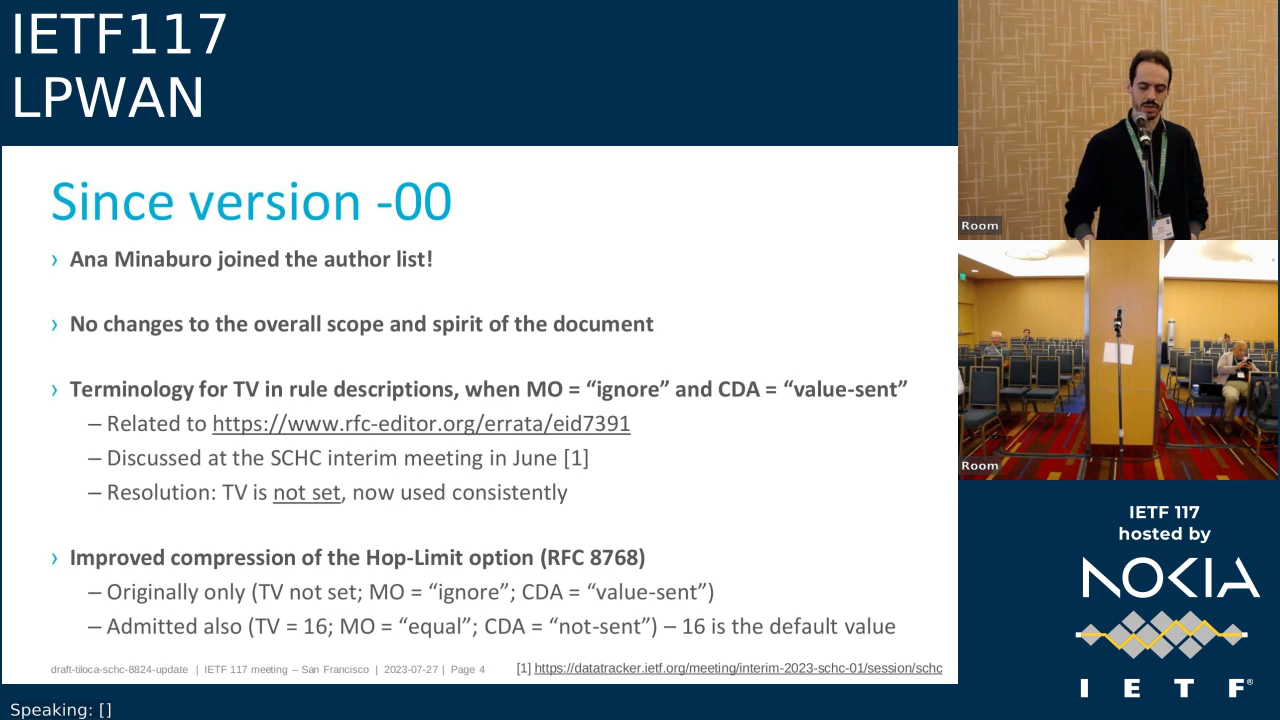 IETF117
LPWAN
Since version -00
› Ana Minaburo joined the author list!
› No changes to the overall scope and spirit of the document
› Terminology for TV in rule descriptions, when MO = “ignore” and CDA = “value-sent”
– Related to https://www.rfc-editor.org/errata/eid7391
– Discussed at the SCHC interim meeting in June [1]
– Resolution: TV is not set, now used consistently
› Improved compression of the Hop-Limit option (RFC 8768)
– Originally only (TV not set; MO = “ignore”; CDA = “value-sent”)
– Admitted also (TV = 16; MO = “equal”; CDA = “not-sent”) – 16 is the default value
draft-tiloca-schc-8824-update | IETF 117 meeting – San Francisco | 2023-07-27 | Page 4
[1] https://datatracker.ietf.org/meeting/interim-2023-schc-01/session/schc
Speaking: []
Room
Room
IETF 117
hosted by
NOKIA
I E T F®